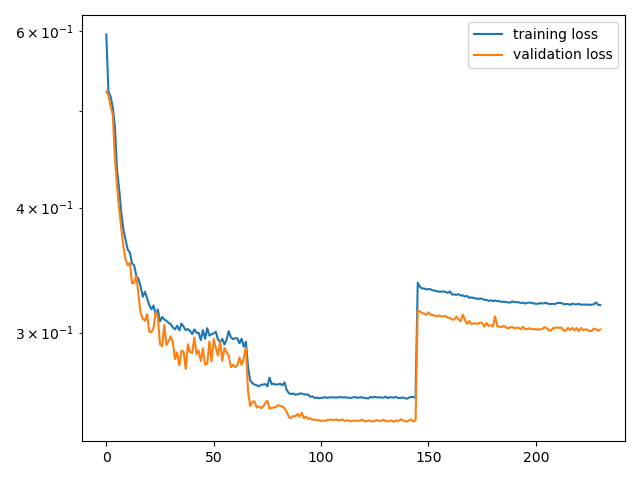 6 × 10⁻¹
4 × 10⁻¹
3 × 10⁻¹
training loss
validation loss
0 50 100 150 200